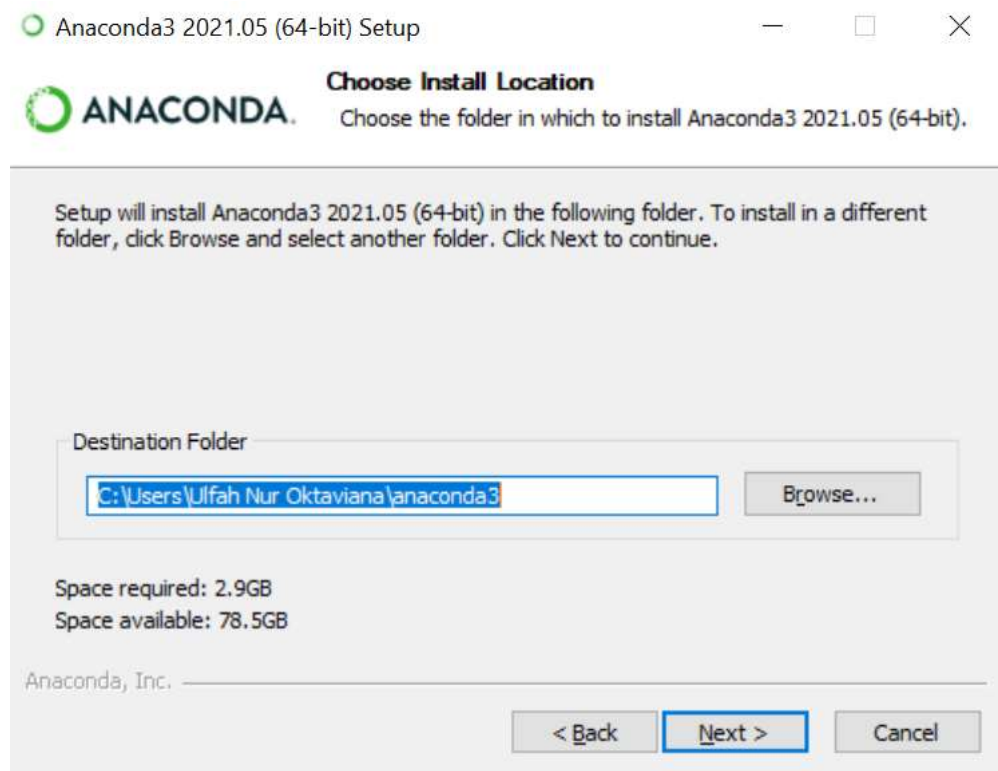 Anaconda3 2021.05 (64-bit) Setup
ANACONDA.
Choose Install Location
Choose the folder in which to install Anaconda3 2021.05 (64-bit).
Setup will install Anaconda3 2021.05 (64-bit) in the following folder. To install in a different
folder, click Browse and select another folder. Click Next to continue.
Destination Folder
C:\Users\Ulfah Nur Oktaviana\anaconda3
Browse...
Space required: 2.9GB
Space available: 78.5GB
Anaconda, Inc.
< Back
Next >
Cancel